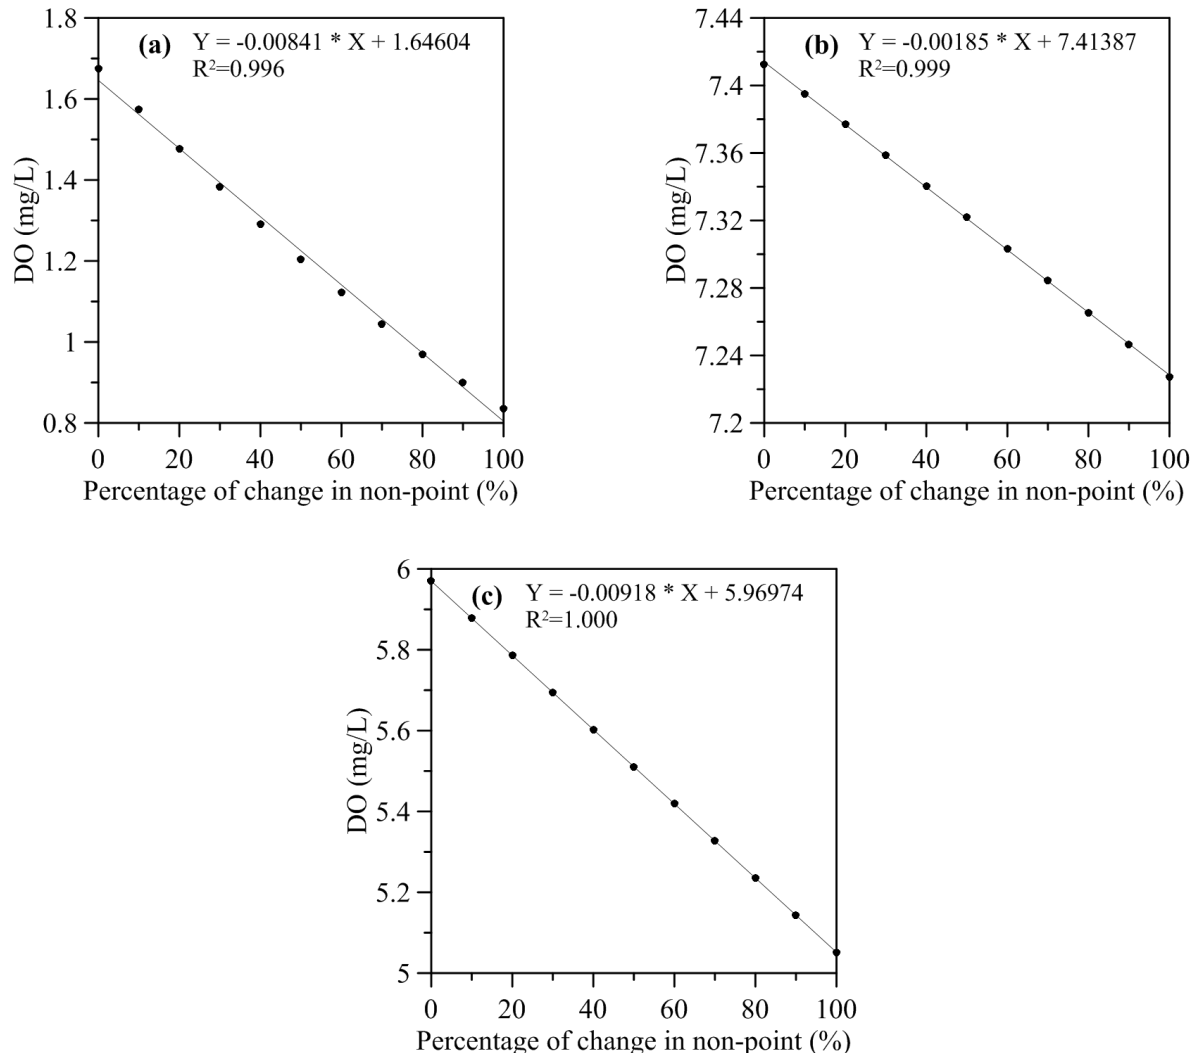 (a) Y = -0.00841 * X + 1.64604
R²=0.996
1.8
1.6
1.4
1.2
1
0.8
DO (mg/L)
0 20 40 60 80 100
Percentage of change in non-point (%)
(b) Y = -0.00185 * X + 7.41387
R²=0.999
7.44
7.4
7.36
7.32
7.28
7.24
7.2
DO (mg/L)
0 20 40 60 80 100
Percentage of change in non-point (%)
(c) Y = -0.00918 * X + 5.96974
R²=1.000
6
5.8
5.6
5.4
5.2
5
DO (mg/L)
0 20 40 60 80 100
Percentage of change in non-point (%)